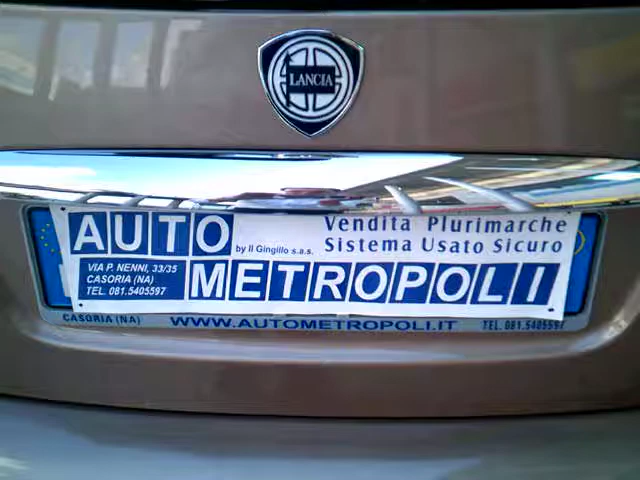 LANCIA
AUTO by Il Gingillo s.a.s.
Vendita Plurimarche
Sistema Usato Sicuro
VIA P. NENNI, 33/35
CASORIA (NA)
TEL. 081.5405597
METROPOLI
CASORIA (NA) WWW.AUTOMETROPOLI.IT TEL. 081.5405597